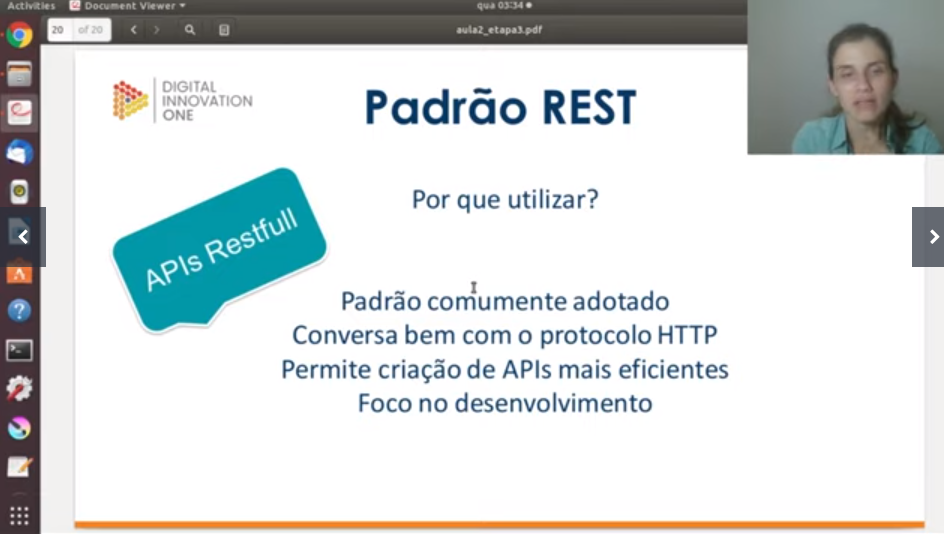 Activities
Document Viewer
qua 03:34
20 of 20
aula2_etapa3.pdf
DIGITAL
INNOVATION
ONE
Padrão REST
Por que utilizar?
APIs Restfull
Padrão comumente adotado
Conversa bem com o protocolo HTTP
Permite criação de APIs mais eficientes
Foco no desenvolvimento